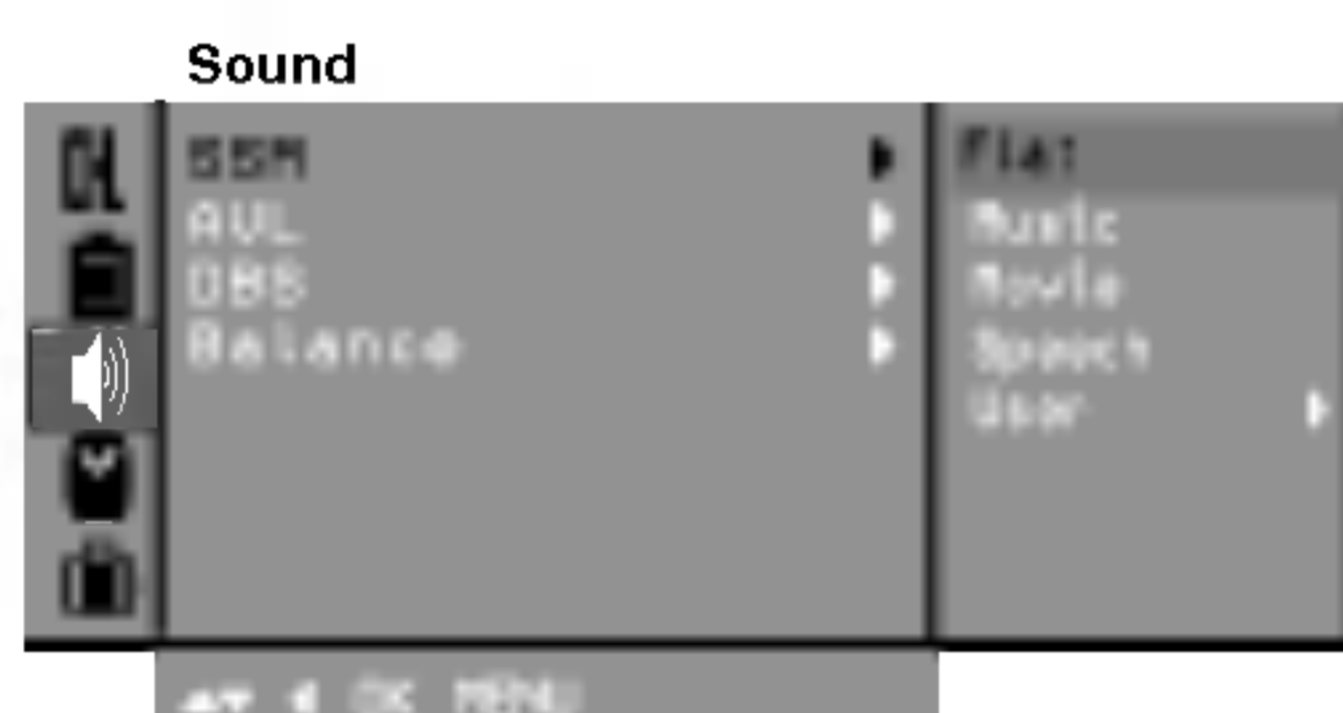 Sound
SSM
AVL
DBS
Balance
Flat
Music
Movie
Speech
User
OK MENU